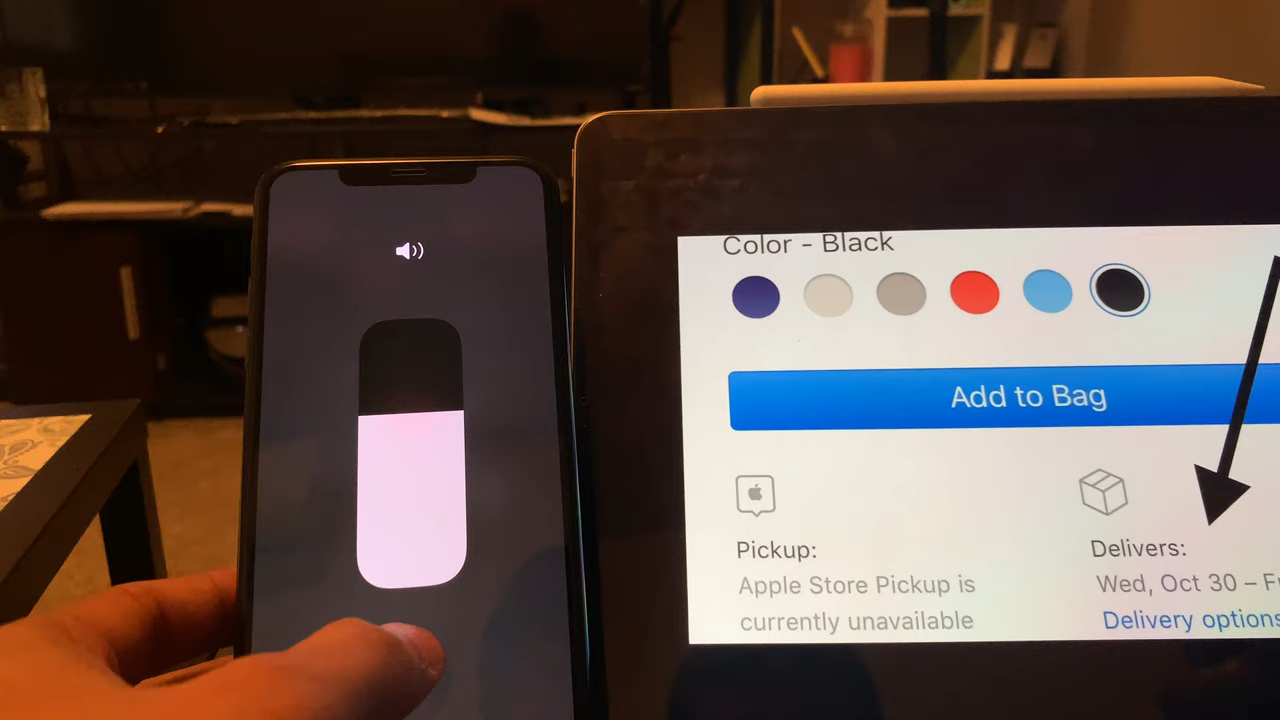 Color - Black
Add to Bag
Pickup:
Apple Store Pickup is
currently unavailable
Delivers:
Wed, Oct 30 –
Delivery options